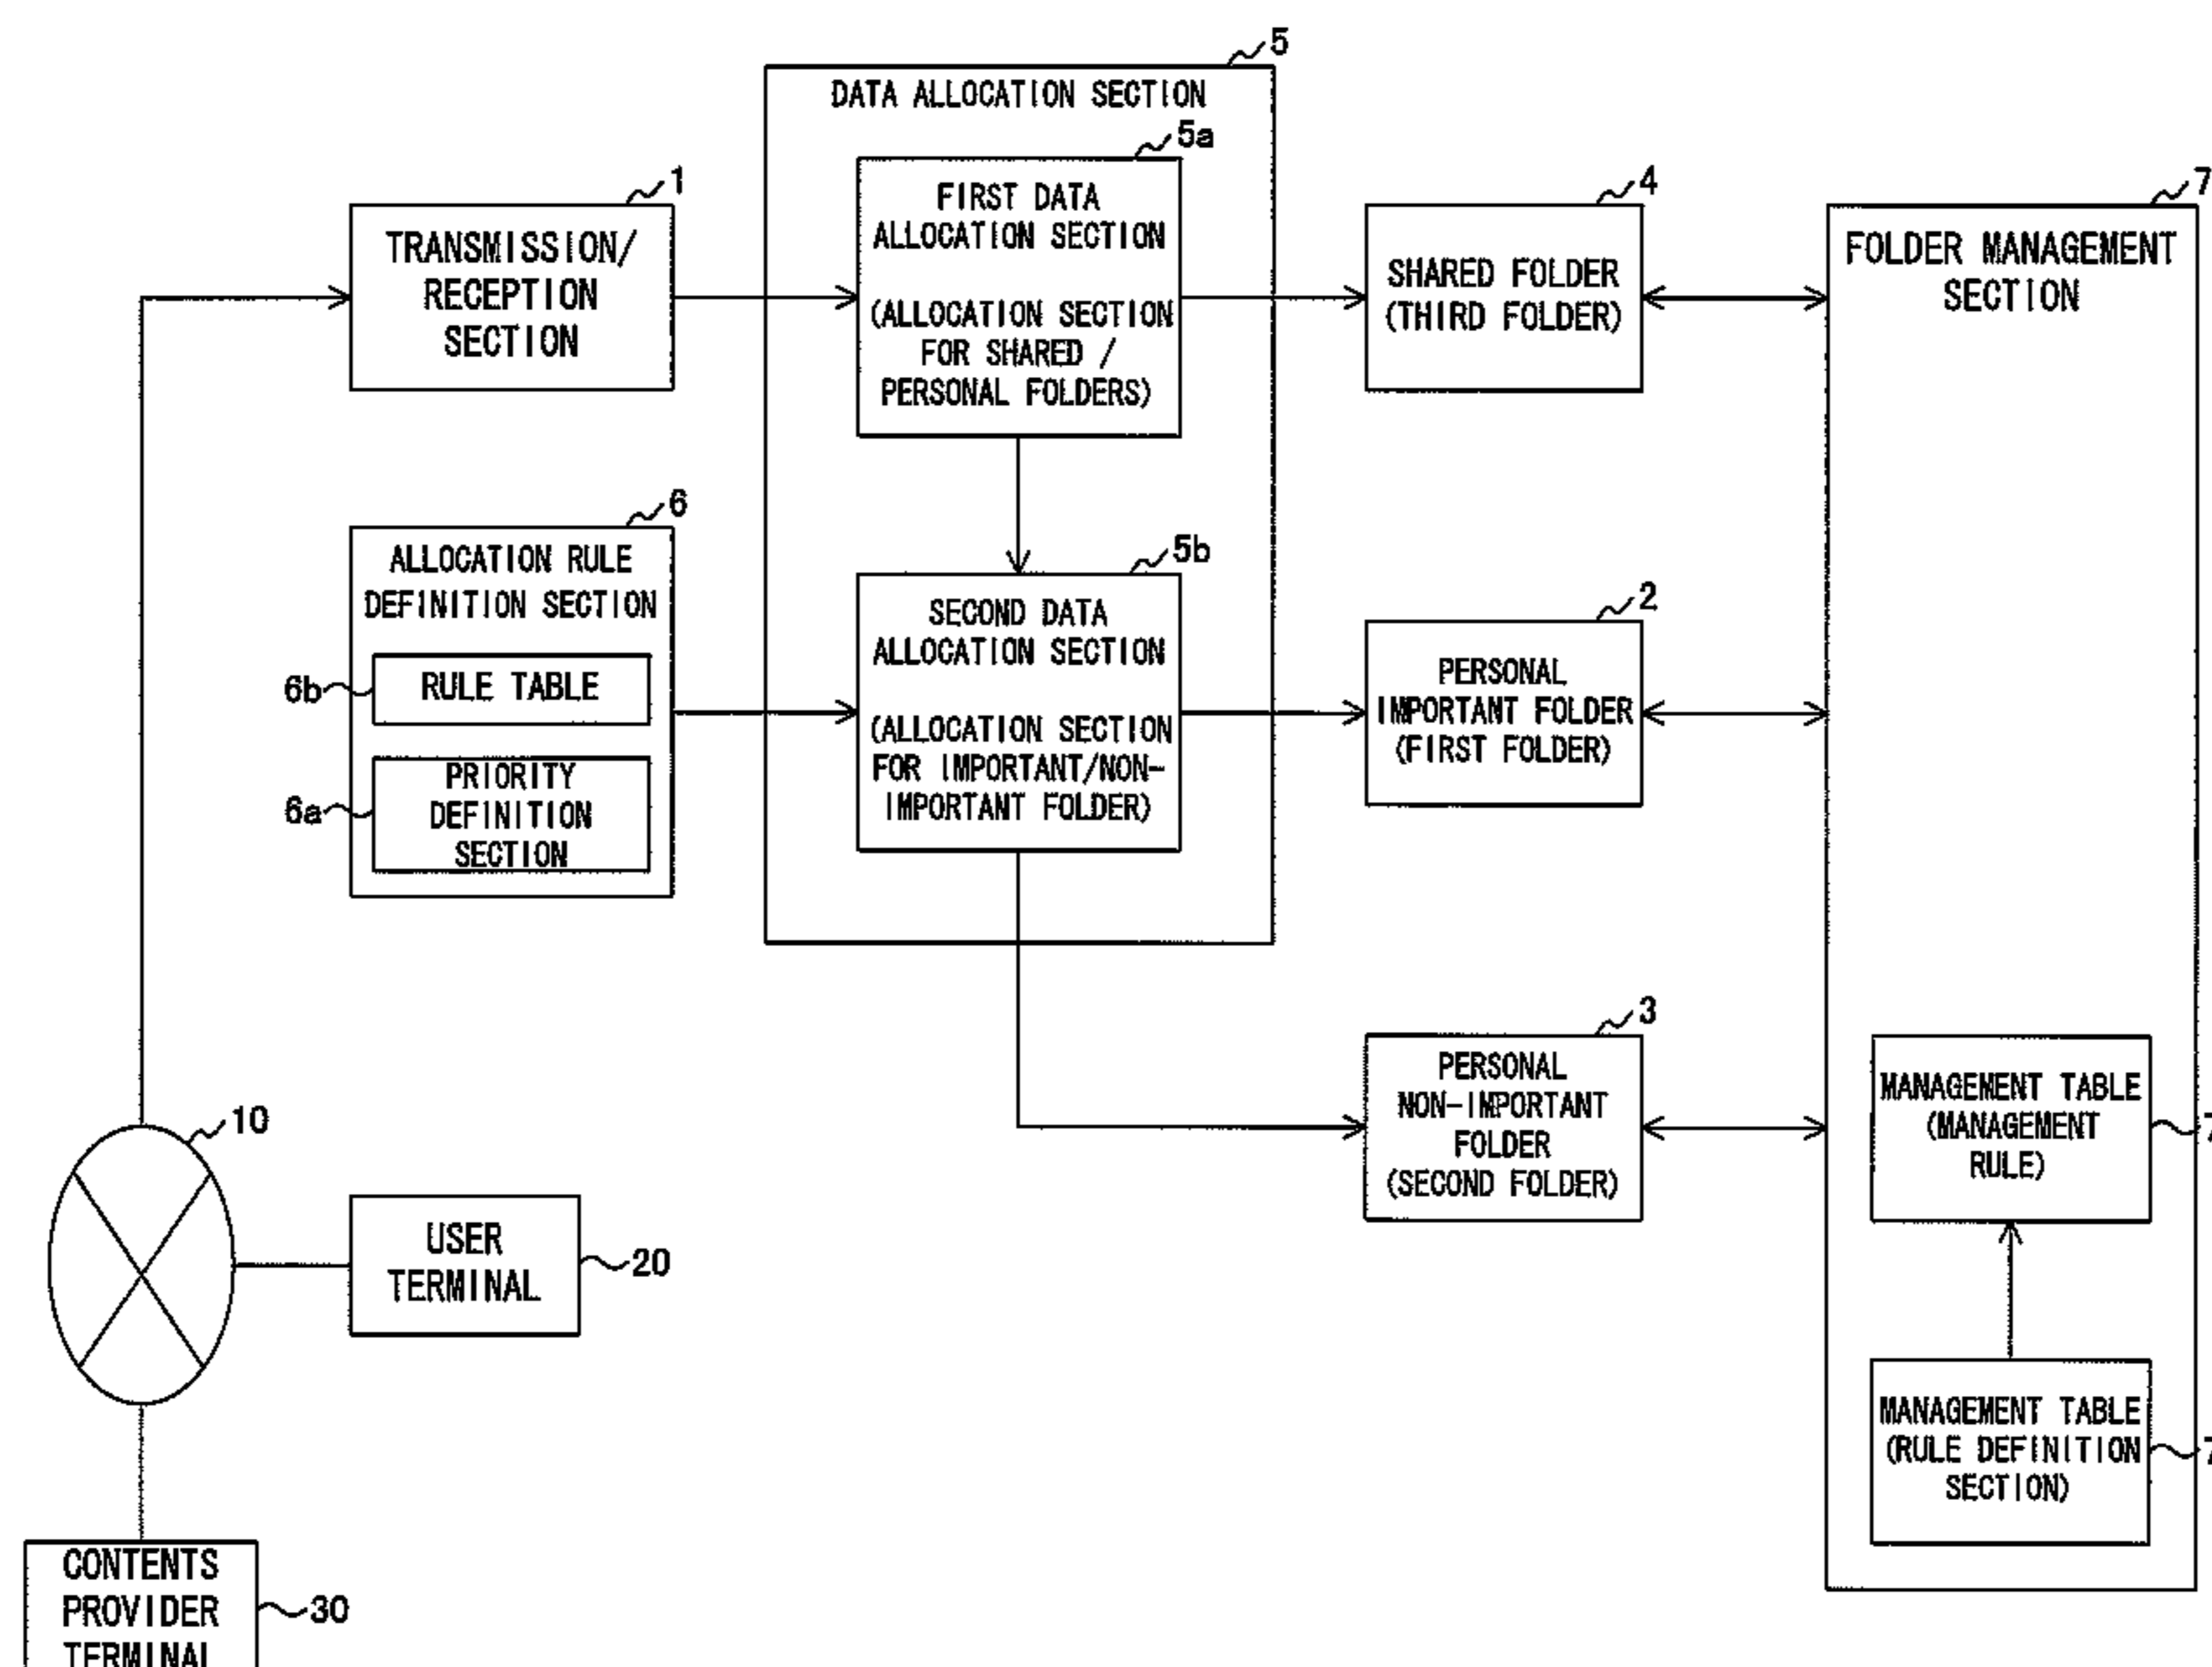 5
DATA ALLOCATION SECTION
5a
FIRST DATA
ALLOCATION SECTION
(ALLOCATION SECTION
FOR SHARED /
PERSONAL FOLDERS)
1
TRANSMISSION/
RECEPTION
SECTION
4
SHARED FOLDER
(THIRD FOLDER)
7
FOLDER MANAGEMENT
SECTION
6
ALLOCATION RULE
DEFINITION SECTION
6b
RULE TABLE
6a
PRIORITY
DEFINITION
SECTION
5b
SECOND DATA
ALLOCATION SECTION
(ALLOCATION SECTION
FOR IMPORTANT/NON-
IMPORTANT FOLDER)
2
PERSONAL
IMPORTANT FOLDER
(FIRST FOLDER)
3
PERSONAL
NON-IMPORTANT
FOLDER
(SECOND FOLDER)
MANAGEMENT TABLE
(MANAGEMENT
RULE)
MANAGEMENT TABLE
(RULE DEFINITION
SECTION)
10
USER
TERMINAL
20
CONTENTS
PROVIDER
TERMINAL
30